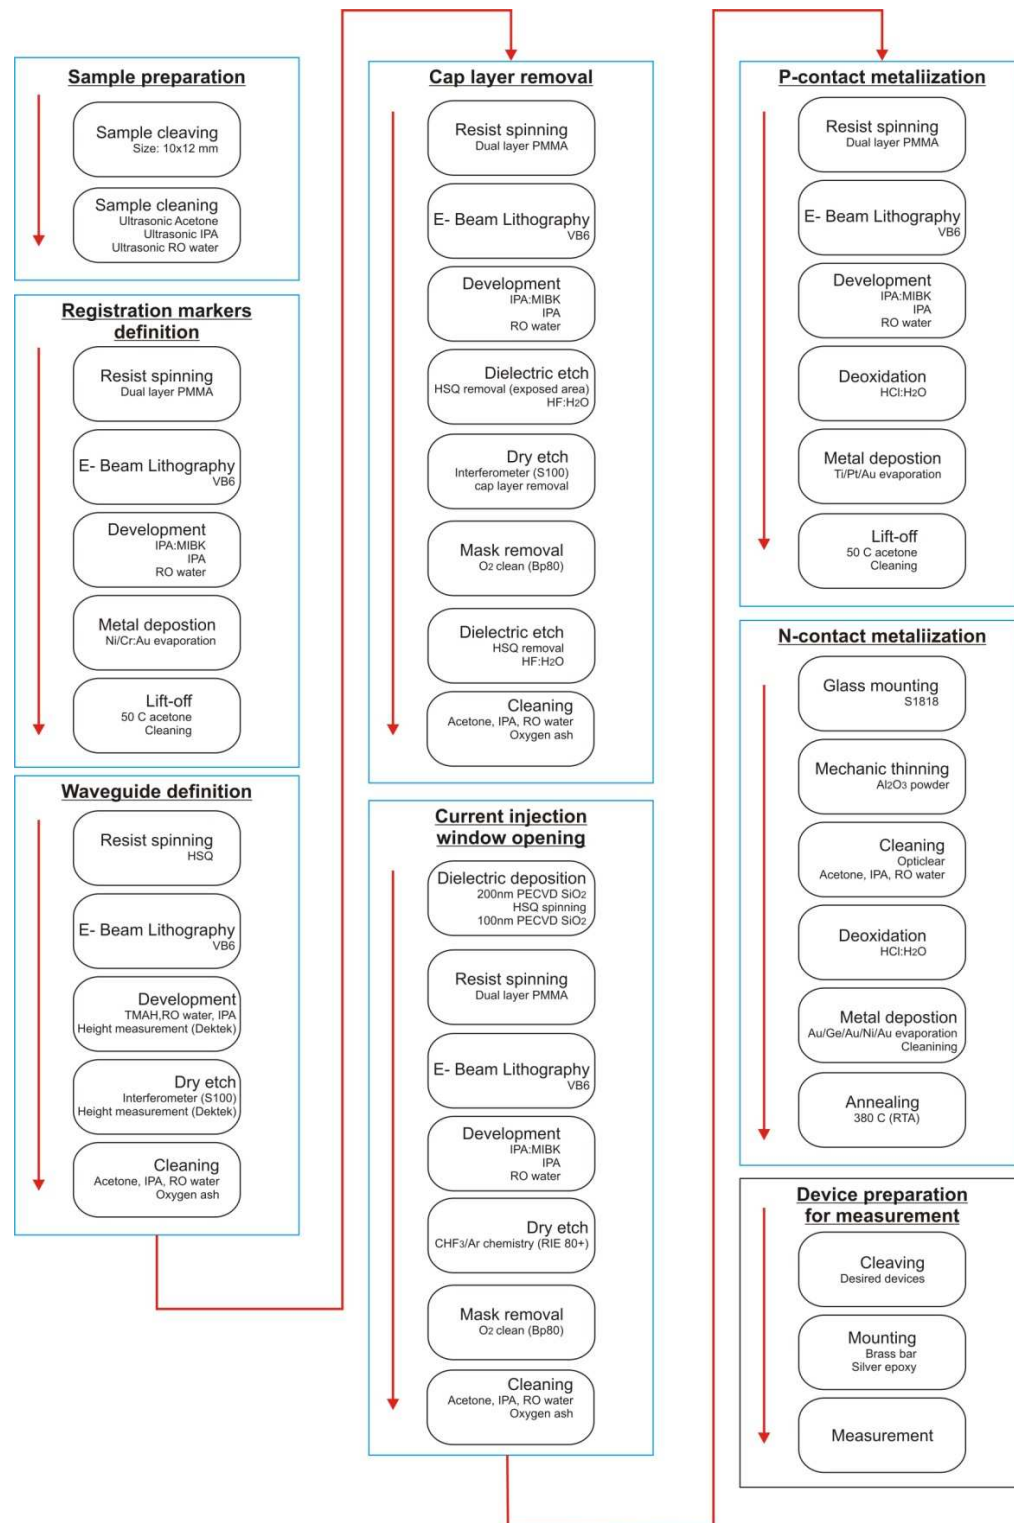 Sample preparation
Sample cleaving
Size: 10x12 mm
Sample cleaning
Ultrasonic Acetone
Ultrasonic IPA
Ultrasonic RO water
Registration markers
definition
Resist spinning
Dual layer PMMA
E- Beam Lithography
VB6
Development
IPA:MIBK
IPA
RO water
Metal depostion
Ni/Cr:Au evaporation
Lift-off
50 C acetone
Cleaning
Waveguide definition
Resist spinning
HSQ
E- Beam Lithography
VB6
Development
TMAH,RO water, IPA
Height measurement (Dektek)
Dry etch
Interferometer (S100)
Height measurement (Dektek)
Cleaning
Acetone, IPA, RO water
Oxygen ash
Cap layer removal
Resist spinning
Dual layer PMMA
E- Beam Lithography
VB6
Development
IPA:MIBK
IPA
RO water
Dielectric etch
HSQ removal (exposed area)
HF:H2O
Dry etch
Interferometer (S100)
cap layer removal
Mask removal
O2 clean (Bp80)
Dielectric etch
HSQ removal
HF:H2O
Cleaning
Acetone, IPA, RO water
Oxygen ash
Current injection
window opening
Dielectric deposition
200nm PECVD SiO2
HSQ spinning
100nm PECVD SiO2
Resist spinning
Dual layer PMMA
E- Beam Lithography
VB6
Development
IPA:MIBK
IPA
RO water
Dry etch
CHF3/Ar chemistry (RIE 80+)
Mask removal
O2 clean (Bp80)
Cleaning
Acetone, IPA, RO water
Oxygen ash
P-contact metaliization
Resist spinning
Dual layer PMMA
E- Beam Lithography
VB6
Development
IPA:MIBK
IPA
RO water
Deoxidation
HCl:H2O
Metal depostion
Ti/Pt/Au evaporation
Lift-off
50 C acetone
Cleaning
N-contact metaliization
Glass mounting
S1818
Mechanic thinning
Al2O3 powder
Cleaning
Opticlear
Acetone, IPA, RO water
Deoxidation
HCl:H2O
Metal depostion
Au/Ge/Au/Ni/Au evaporation
Cleanining
Annealing
380 C (RTA)
Device preparation
for measurement
Cleaving
Desired devices
Mounting
Brass bar
Silver epoxy
Measurement